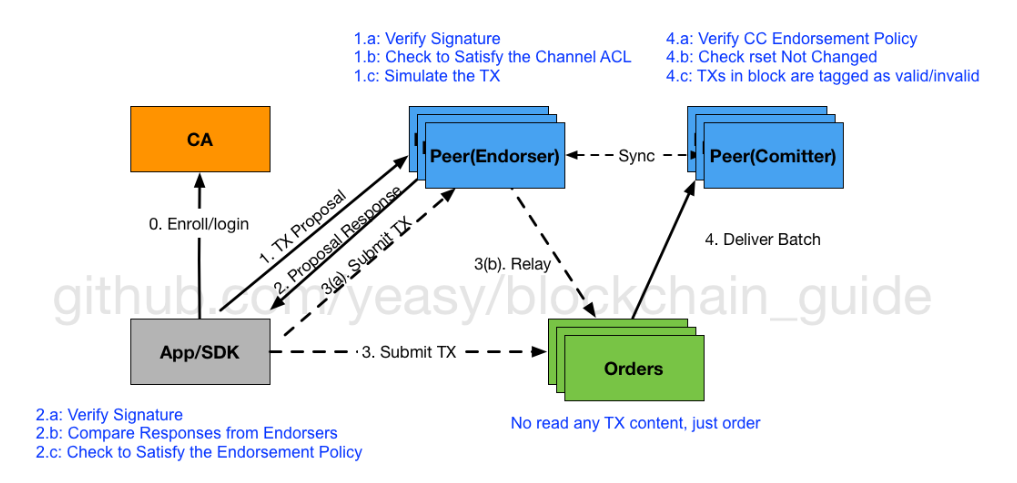 1.a: Verify Signature
1.b: Check to Satisfy the Channel ACL
1.c: Simulate the TX
4.a: Verify CC Endorsement Policy
4.b: Check rset Not Changed
4.c: TXs in block are tagged as valid/invalid
CA
Peer(Endorser)
Sync
Peer(Comitter)
0. Enroll/login
1. TX Proposal
2. Proposal Response
3(a). Submit TX
3(b). Relay
4. Deliver Batch
github.com/yeasy/blockchain_guide
App/SDK
3. Submit TX
Orders
2.a: Verify Signature
2.b: Compare Responses from Endorsers
2.c: Check to Satisfy the Endorsement Policy
No read any TX content, just order